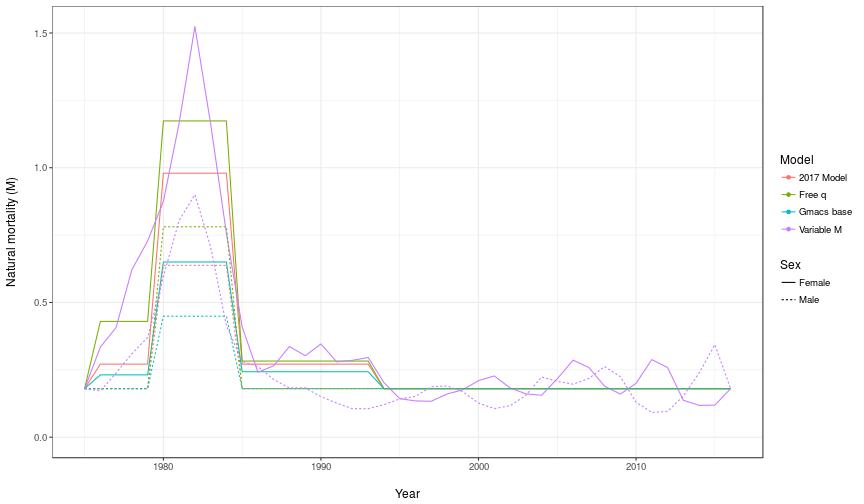 Natural mortality (M)
1.5
1.0
0.5
0.0
1980
1990
2000
2010
Year
Model
2017 Model
Free q
Gmacs base
Variable M
Sex
Female
Male